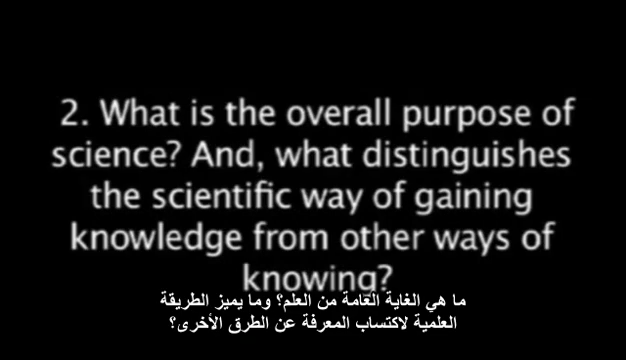 2. What is the overall purpose of
science? And, what distinguishes
the scientific way of gaining
knowledge from other ways of
knowing?
ما هي الغاية العامة من العلم؟ وما يميز الطريقة
العلمية لاكتساب المعرفة عن الطرق الأخرى؟